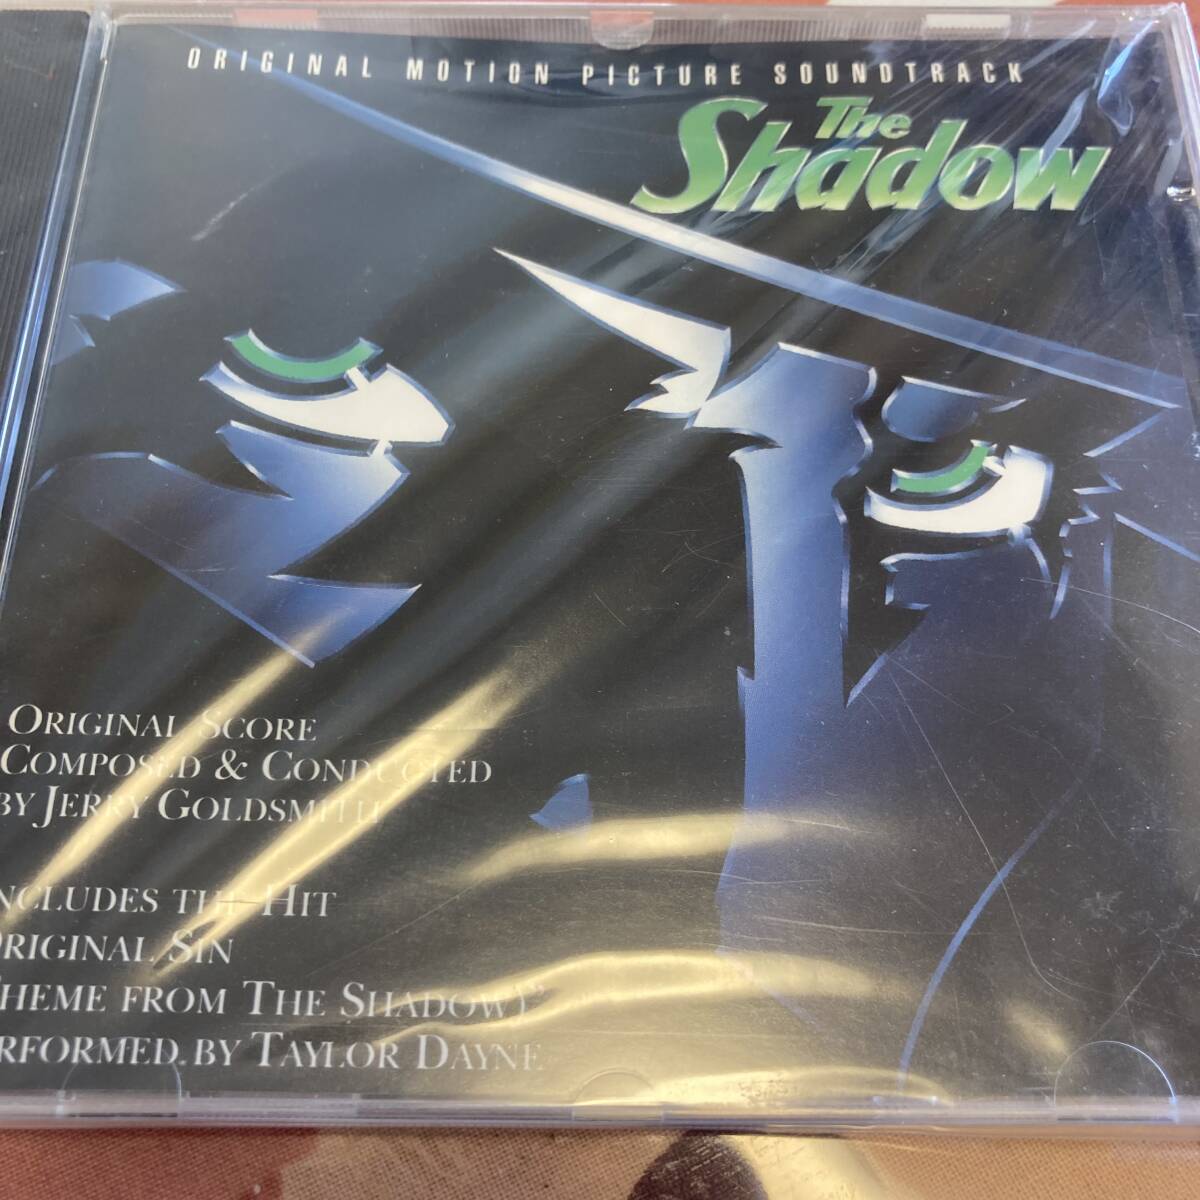 ORIGINAL MOTION PICTURE SOUNDTRACK
The
Shadow
ORIGINAL SCORE
COMPOSED & CONDUCTED
BY JERRY GOLDSMITH
INCLUDES THE HIT
ORIGINAL SIN
THEME FROM THE SHADOW)"
PERFORMED BY TAYLOR DAYNE